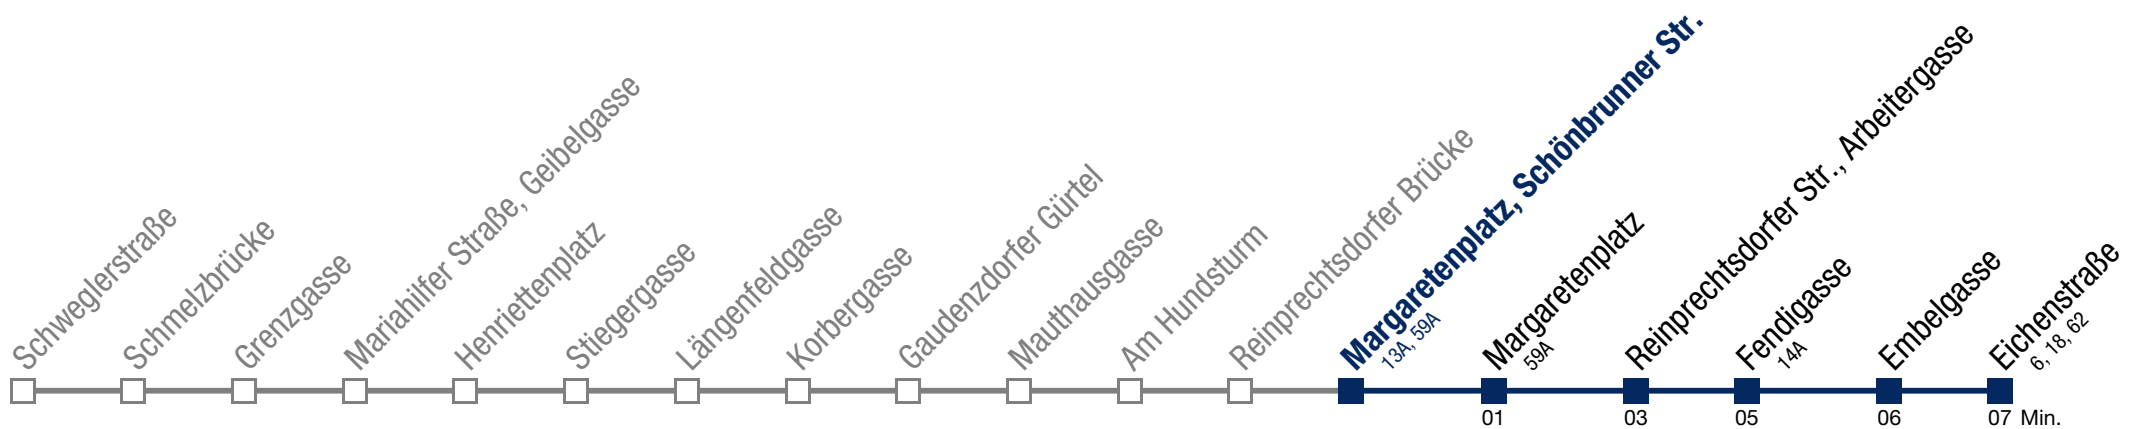 Schweglerstraße
Schmelzbrücke
Grenzgasse
Mariahilfer Straße, Geibelgasse
Henriettenplatz
Stiegergasse
Längenfeldgasse
Korbergasse
Gaudenzdorfer Gürtel
Mauthausgasse
Am Hundsturm
Reinprechtsdorfer Brücke
Margaretenplatz, Schönbrunner Str.
13A, 59A
Margaretenplatz
59A
Reinprechtsdorfer Str., Arbeitergasse
Fendigasse
14A
Embelgasse
Eichenstraße
6, 18, 62
01 03 05 06 07 Min.